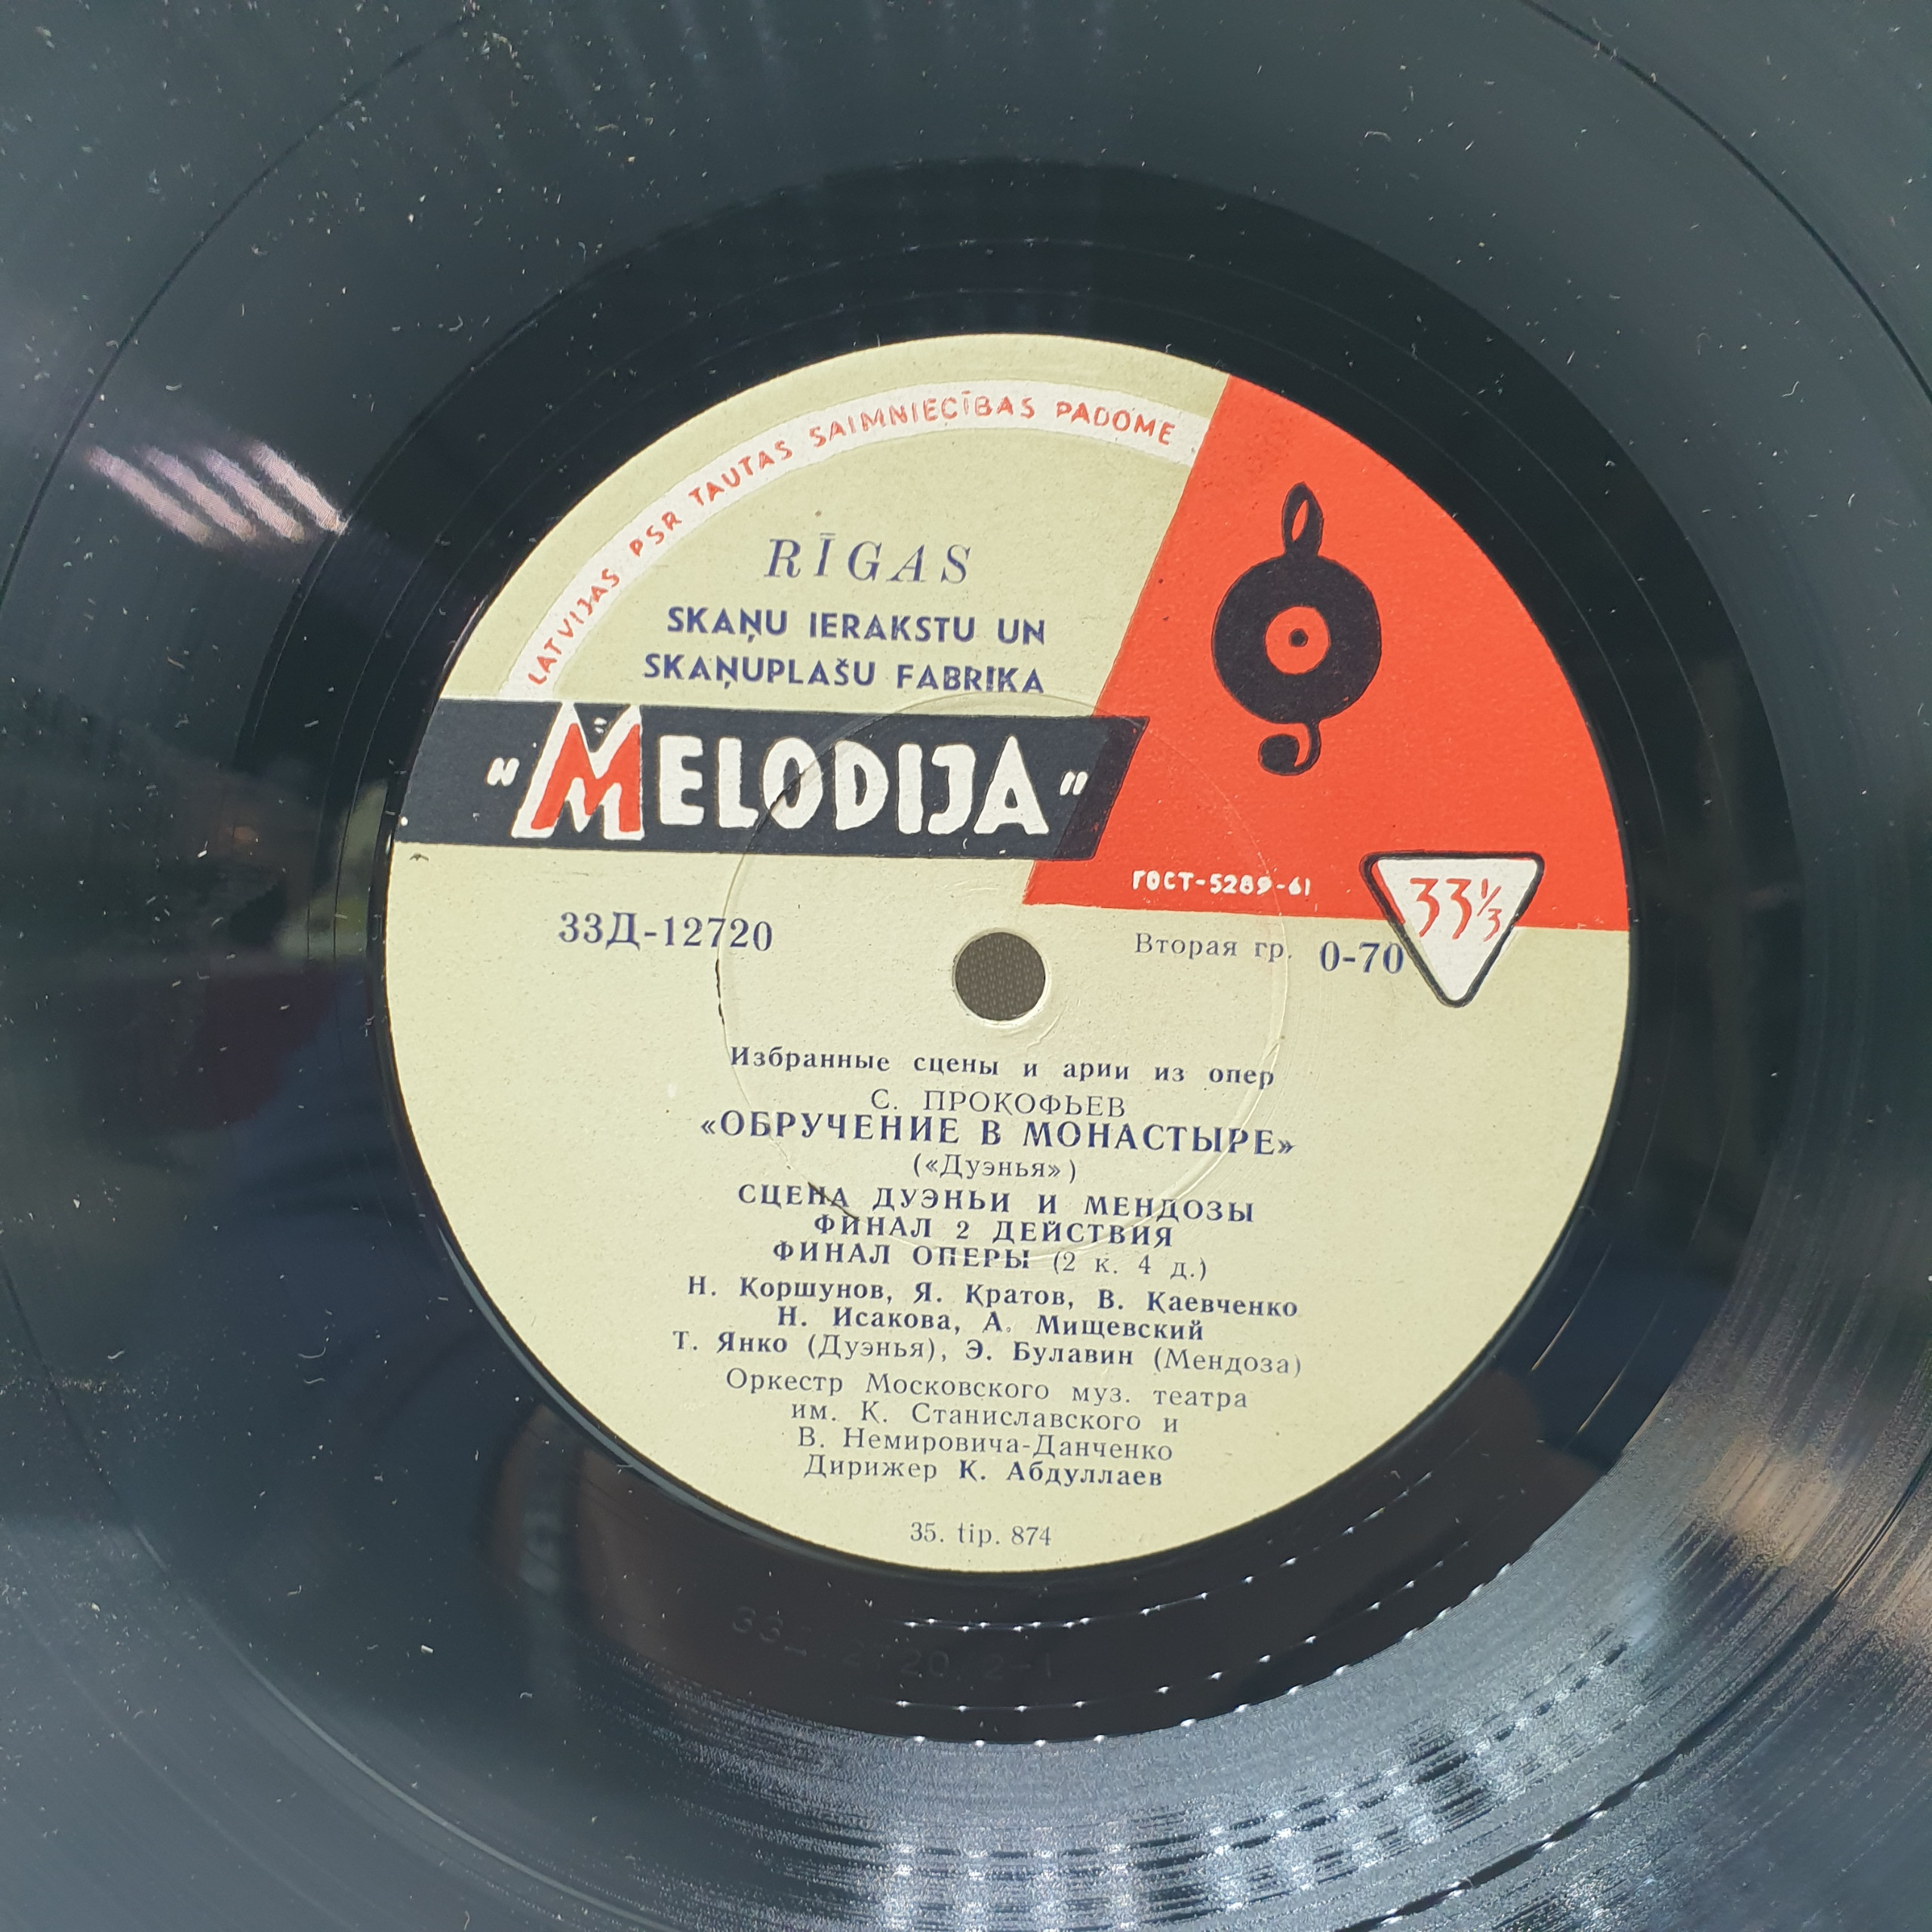 LATVIJAS PSR TAUTAS SAIMNIECĪBAS PADOME
RĪGAS
SKAŅU IERAKSTU UN
SKAŅUPLAŠU FABRIKA
"MELODIJA"
ГОСТ-5289-61
33⅓
33Д-12720
Вторая гр. 0-70
Избранные сцены и арии из опер
С. ПРОКОФЬЕВ
«ОБРУЧЕНИЕ В МОНАСТЫРЕ»
(«Дуэнья»)
СЦЕНА ДУЭНЬИ И МЕНДОЗЫ
ФИНАЛ 2 ДЕЙСТВИЯ
ФИНАЛ ОПЕРЫ (2 к. 4 д.)
Н. Коршунов, Я. Кратов, В. Каевченко
Н. Исакова, А. Мищевский
Т. Янко (Дуэнья), Э. Булавин (Мендоза)
Оркестр Московского муз. театра
им. К. Станиславского и
В. Немировича-Данченко
Дирижер К. Абдуллаев
35. tip. 874